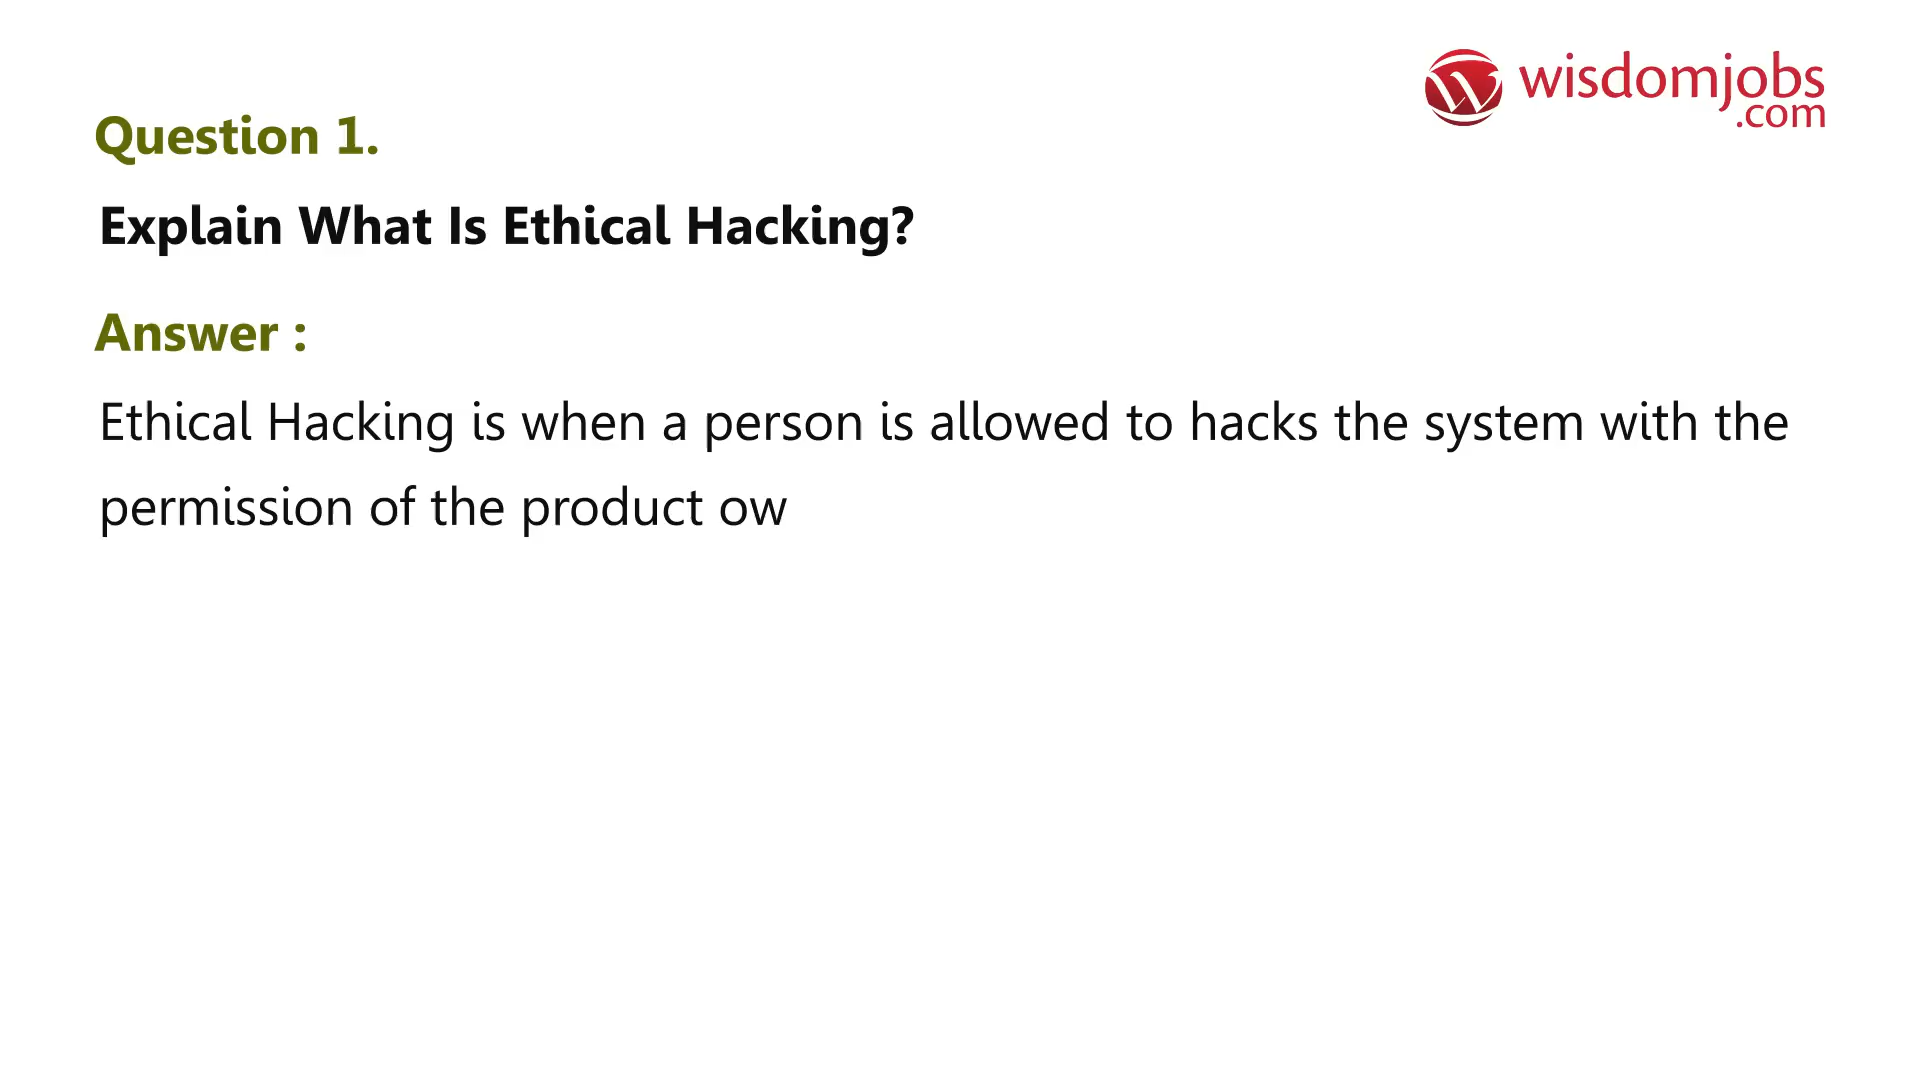 wisdomjobs
.com
Question 1.
Explain What Is Ethical Hacking?
Answer :
Ethical Hacking is when a person is allowed to hacks the system with the
permission of the product ow